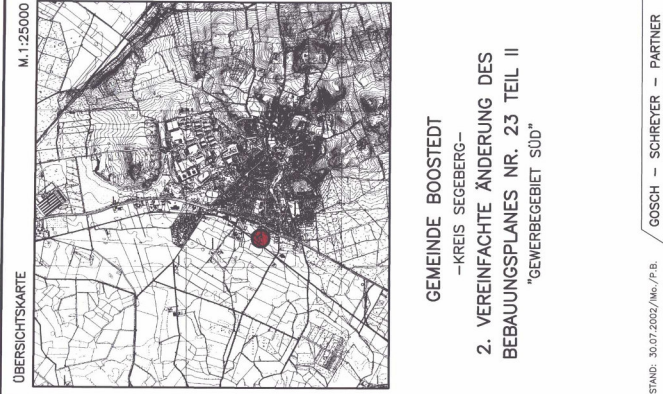 ÜBERSICHTSKARTE
M.1:25000
GEMEINDE BOOSTEDT
–KREIS SEGEBERG–
2. VEREINFACHTE ÄNDERUNG DES
BEBAUUNGSPLANES NR. 23 TEIL II
"GEWERBEGEBIET SÜD"
STAND: 30.07.2002/IMo./P.B.
GOSCH – SCHREYER – PARTNER